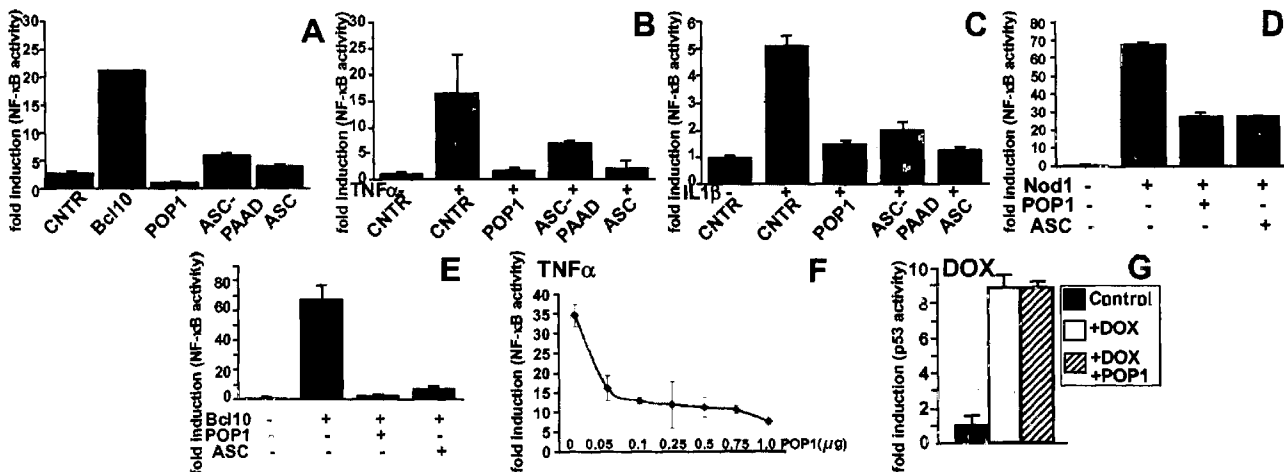 A
fold induction (NF-κB activity)
30
25
20
15
10
5
0
CNTR
Bcl10
POP1
ASC-
PAAD
ASC
B
fold induction (NF-κB activity)
30
25
20
15
10
5
0
TNFα -
+
+
+
+
CNTR
CNTR
POP1
ASC-
PAAD
ASC
C
fold induction (NF-κB activity)
6
5
4
3
2
1
0
IL1β -
+
+
+
+
CNTR
CNTR
POP1
ASC-
PAAD
ASC
D
fold induction (NF-κB activity)
80
70
60
50
40
30
20
10
0
Nod1 - + + +
POP1 - - + -
ASC - - - +
E
fold induction (NF-κB activity)
80
60
40
20
0
Bcl10 - + + +
POP1 - - + -
ASC - - - +
F
TNFα
fold induction (NF-κB activity)
40
35
30
25
20
15
10
5
0
0 0.05 0.1 0.25 0.5 0.75 1.0 POP1(µg)
G
DOX
fold induction (p53 activity)
10
8
6
4
2
0
Control
+DOX
+DOX
+POP1